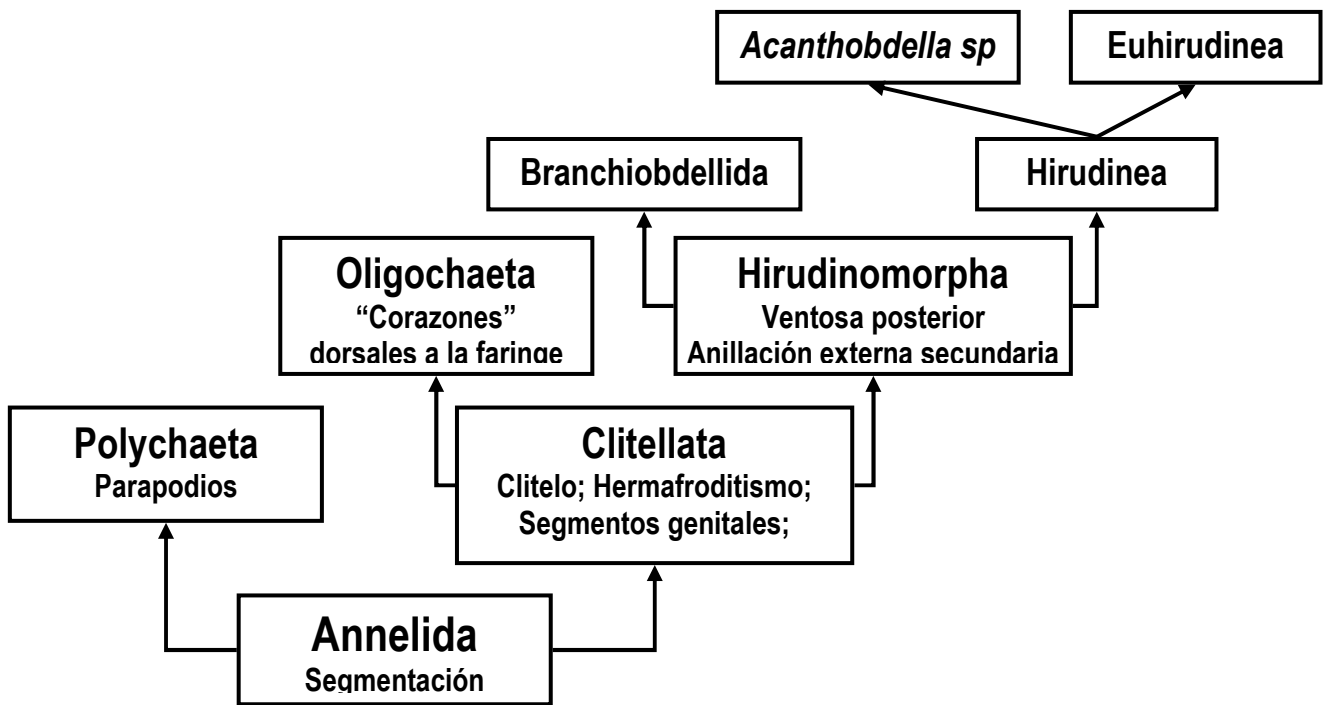 Acanthobdella sp
Euhirudinea
Branchiobdellida
Hirudinea
Oligochaeta
“Corazones”
dorsales a la faringe
Hirudinomorpha
Ventosa posterior
Anillación externa secundaria
Polychaeta
Parapodios
Clitellata
Clitelo; Hermafroditismo;
Segmentos genitales;
Annelida
Segmentación